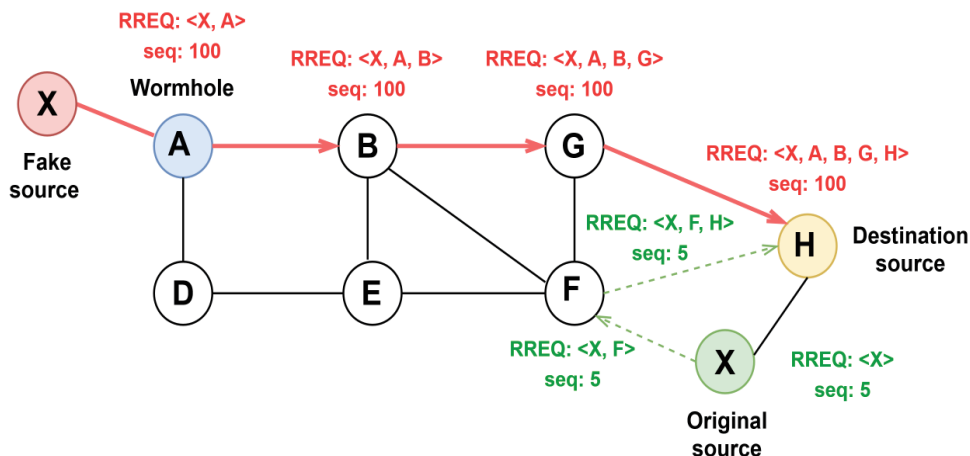 RREQ: <X, A>
seq: 100
Wormhole
RREQ: <X, A, B>
seq: 100
RREQ: <X, A, B, G>
seq: 100
X
A
B
G
Fake
source
RREQ: <X, A, B, G, H>
seq: 100
RREQ: <X, F, H>
seq: 5
H
Destination
source
D
E
F
RREQ: <X, F>
seq: 5
X
RREQ: <X>
seq: 5
Original
source